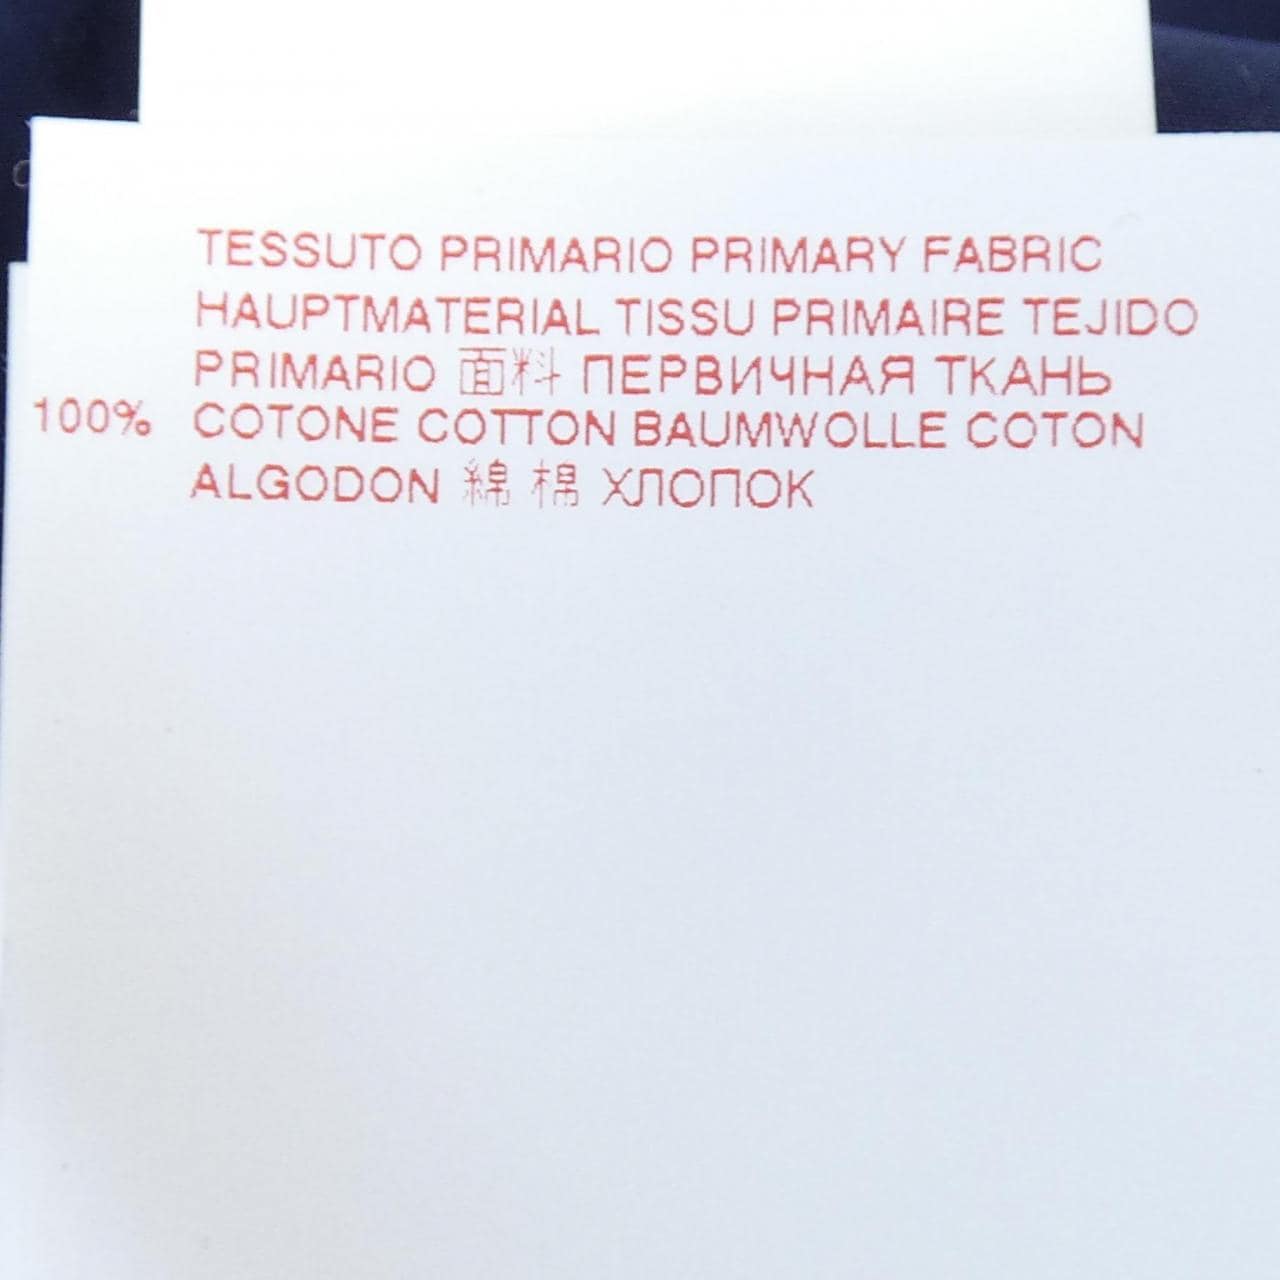 TESSUTO PRIMARIO PRIMARY FABRIC
HAUPTMATERIAL TISSU PRIMAIRE TEJIDO
PRIMARIO 面料 ПЕРВИЧНАЯ ТКАНЬ
100% COTONE COTTON BAUMWOLLE COTON
ALGODON 綿 棉 ХЛОПОК